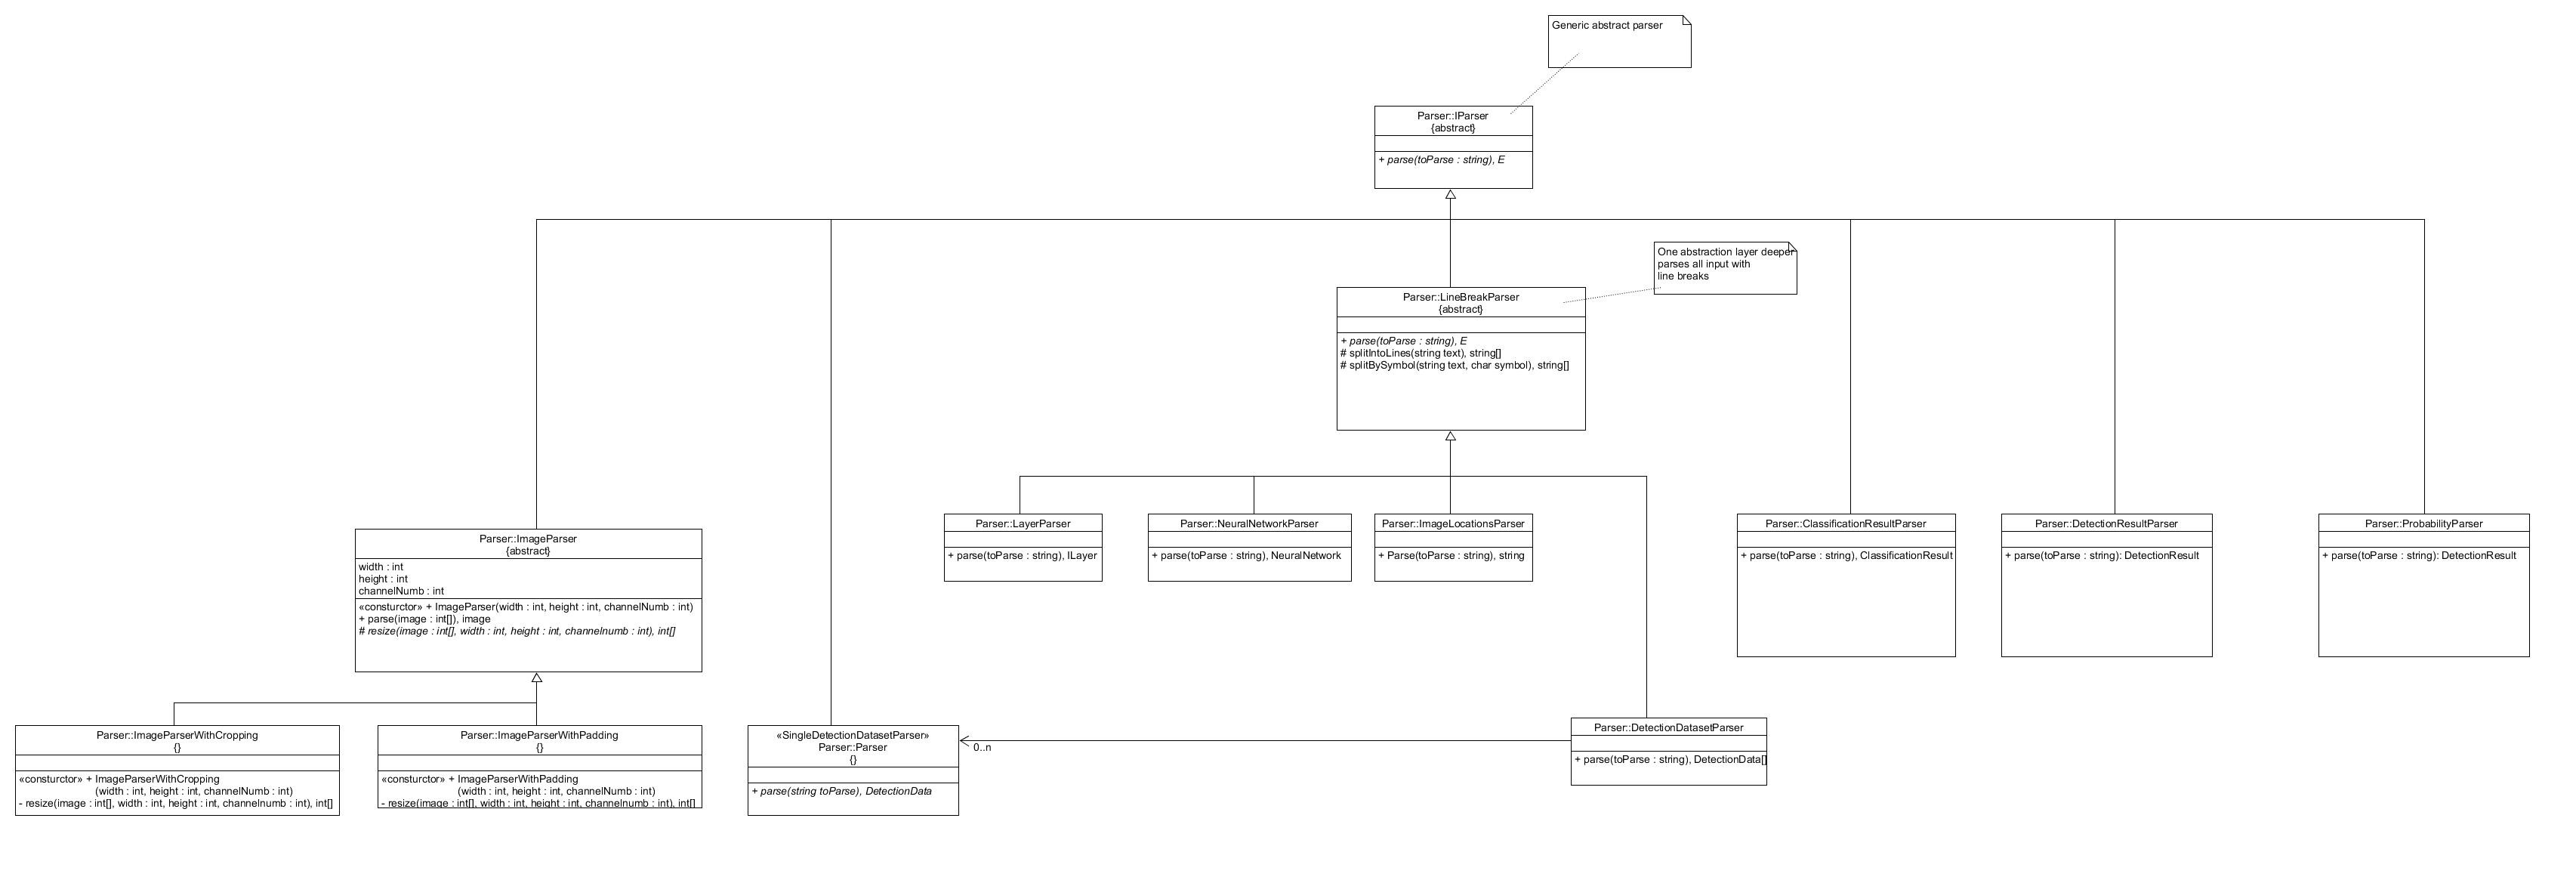 Generic abstract parser
Parser::IParser
{abstract}
+ parse(toParse : string), E
One abstraction layer deeper
parses all input with
line breaks
Parser::LineBreakParser
{abstract}
+ parse(toParse : string), E
# splitIntoLines(string text), string[]
# splitBySymbol(string text, char symbol), string[]
Parser::ImageParser
{abstract}
width : int
height : int
channelNumb : int
«consturctor» + ImageParser(width : int, height : int, channelNumb : int)
+ parse(image : int[]), image
# resize(image : int[], width : int, height : int, channelnumb : int), int[]
Parser::LayerParser
+ parse(toParse : string), ILayer
Parser::NeuralNetworkParser
+ parse(toParse : string), NeuralNetwork
Parser::ImageLocationsParser
+ Parse(toParse : string), string
Parser::ClassificationResultParser
+ parse(toParse : string), ClassificationResult
Parser::DetectionResultParser
+ parse(toParse : string): DetectionResult
Parser::ProbabilityParser
+ parse(toParse : string): DetectionResult
Parser::ImageParserWithCropping
{}
«consturctor» + ImageParserWithCropping
(width : int, height : int, channelNumb : int)
- resize(image : int[], width : int, height : int, channelnumb : int), int[]
Parser::ImageParserWithPadding
{}
«consturctor» + ImageParserWithPadding
(width : int, height : int, channelNumb : int)
- resize(image : int[], width : int, height : int, channelnumb : int), int[]
«SingleDetectionDatasetParser»
Parser::Parser
{}
+ parse(string toParse), DetectionData
0..n
Parser::DetectionDatasetParser
+ parse(toParse : string), DetectionData[]